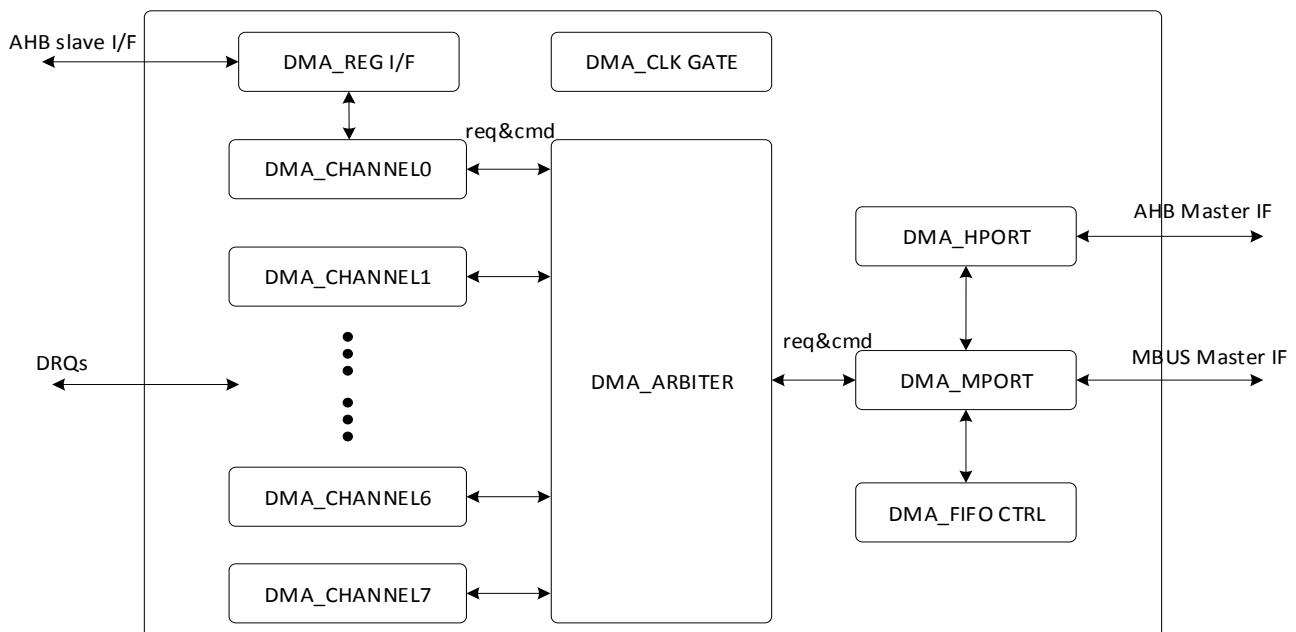 AHB slave I/F
DMA_REG I/F
DMA_CLK GATE
req&cmd
DMA_CHANNEL0
AHB Master IF
DMA_HPORT
DMA_CHANNEL1
DRQs
req&cmd
MBUS Master IF
DMA_ARBITER
DMA_MPORT
DMA_CHANNEL6
DMA_FIFO CTRL
DMA_CHANNEL7